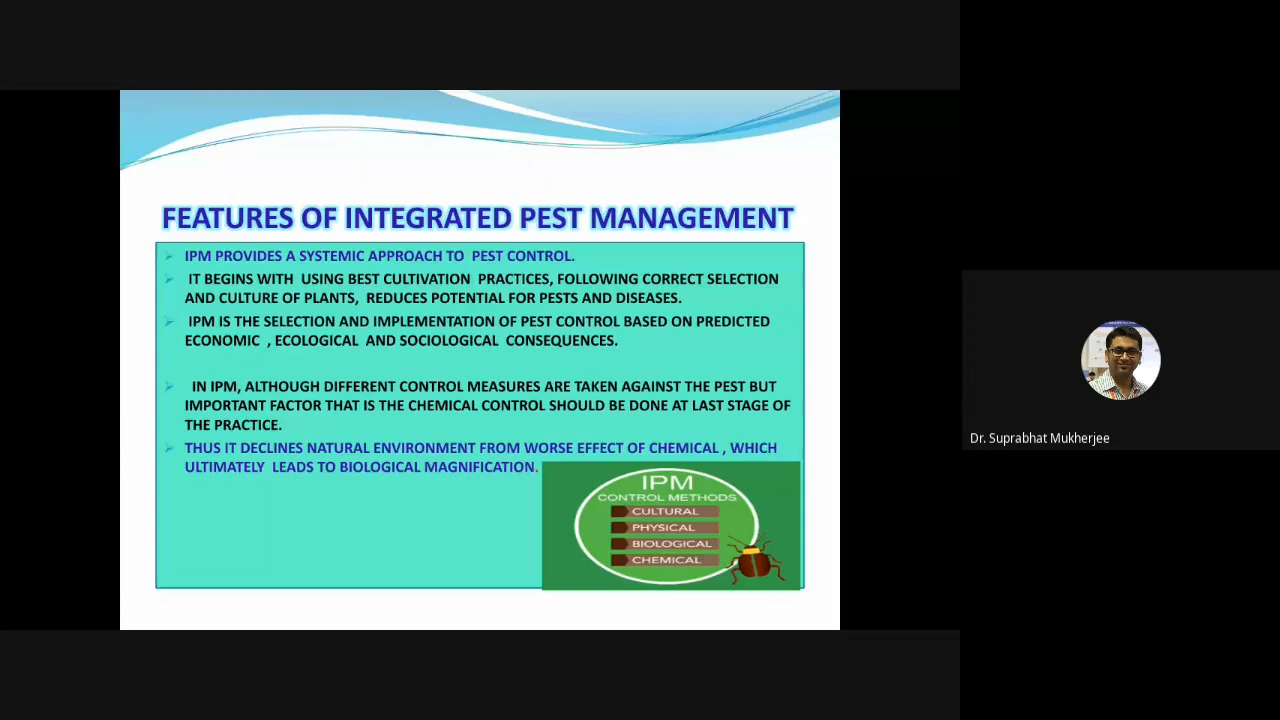 FEATURES OF INTEGRATED PEST MANAGEMENT
IPM PROVIDES A SYSTEMIC APPROACH TO PEST CONTROL.
IT BEGINS WITH USING BEST CULTIVATION PRACTICES, FOLLOWING CORRECT SELECTION
AND CULTURE OF PLANTS, REDUCES POTENTIAL FOR PESTS AND DISEASES.
IPM IS THE SELECTION AND IMPLEMENTATION OF PEST CONTROL BASED ON PREDICTED
ECONOMIC , ECOLOGICAL AND SOCIOLOGICAL CONSEQUENCES.
IN IPM, ALTHOUGH DIFFERENT CONTROL MEASURES ARE TAKEN AGAINST THE PEST BUT
IMPORTANT FACTOR THAT IS THE CHEMICAL CONTROL SHOULD BE DONE AT LAST STAGE OF
THE PRACTICE.
THUS IT DECLINES NATURAL ENVIRONMENT FROM WORSE EFFECT OF CHEMICAL , WHICH
ULTIMATELY LEADS TO BIOLOGICAL MAGNIFICATION.
IPM
CONTROL METHODS
CULTURAL
PHYSICAL
BIOLOGICAL
CHEMICAL
Dr. Suprabhat Mukherjee